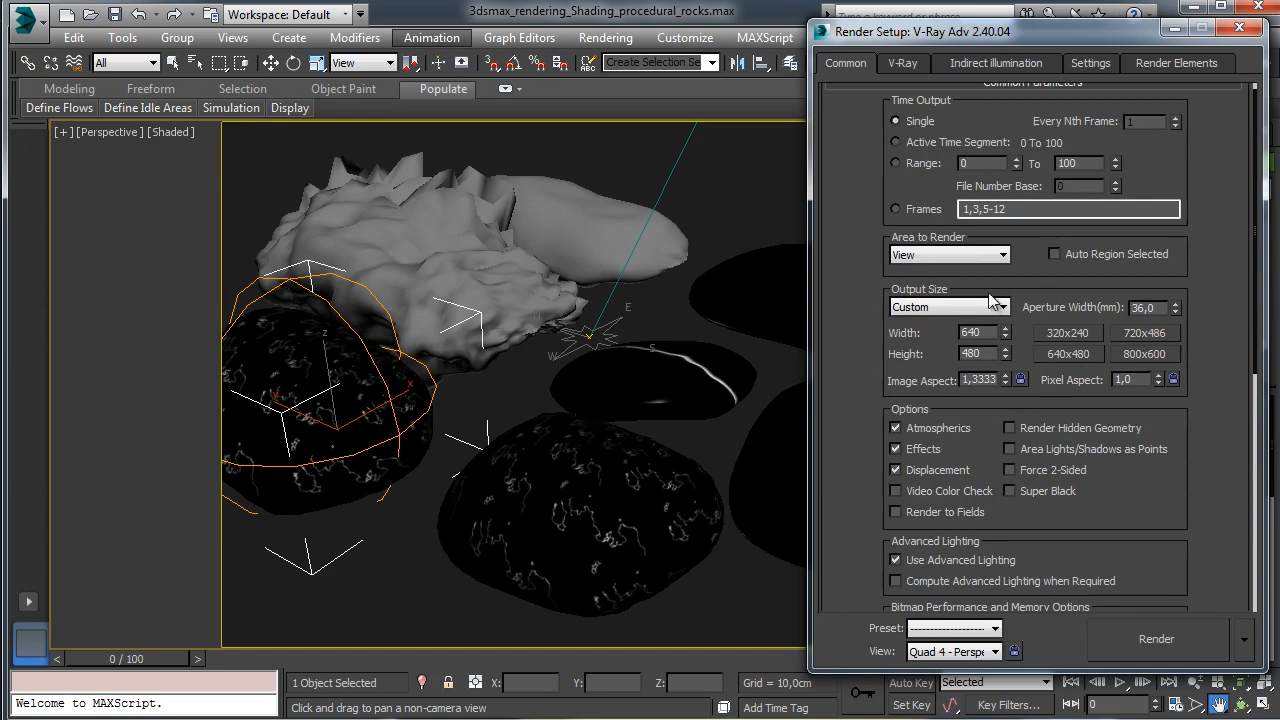 Workspace: Default
3dsmax_rendering_Shading_procedural_rocks.max
Edit Tools Group Views Create Modifiers Animation Graph Editors Rendering Customize MAXScript
All View Create Selection Se
Modeling Freeform Selection Object Paint Populate
Define Flows Define Idle Areas Simulation Display
[+] [Perspective] [Shaded]
E
W
S
z
x
y
Render Setup: V-Ray Adv 2.40.04
Common V-Ray Indirect illumination Settings Render Elements
Common Parameters
Time Output
Single Every Nth Frame: 1
Active Time Segment: 0 To 100
Range: 0 To 100
File Number Base: 0
Frames 1,3,5-12
Area to Render
View Auto Region Selected
Output Size
Custom Aperture Width(mm): 36,0
Width: 640 320x240 720x486
Height: 480 640x480 800x600
Image Aspect: 1,3333 Pixel Aspect: 1,0
Options
Atmospherics Render Hidden Geometry
Effects Area Lights/Shadows as Points
Displacement Force 2-Sided
Video Color Check Super Black
Render to Fields
Advanced Lighting
Use Advanced Lighting
Compute Advanced Lighting when Required
Bitmap Performance and Memory Options
Preset: --------------------
View: Quad 4 - Perspe
Render
< 0 / 100 >
1 Object Selected X: Y: Z: Grid = 10,0cm Auto Key Selected
Welcome to MAXScript.
Click and drag to pan a non-camera view Add Time Tag Set Key Key Filters... 0